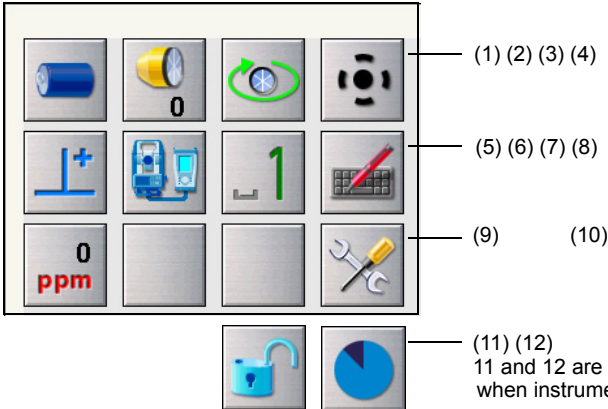 0
(1) (2) (3) (4)
1
(5) (6) (7) (8)
0
ppm
(9) (10)
(11) (12)
11 and 12 are
when instrume